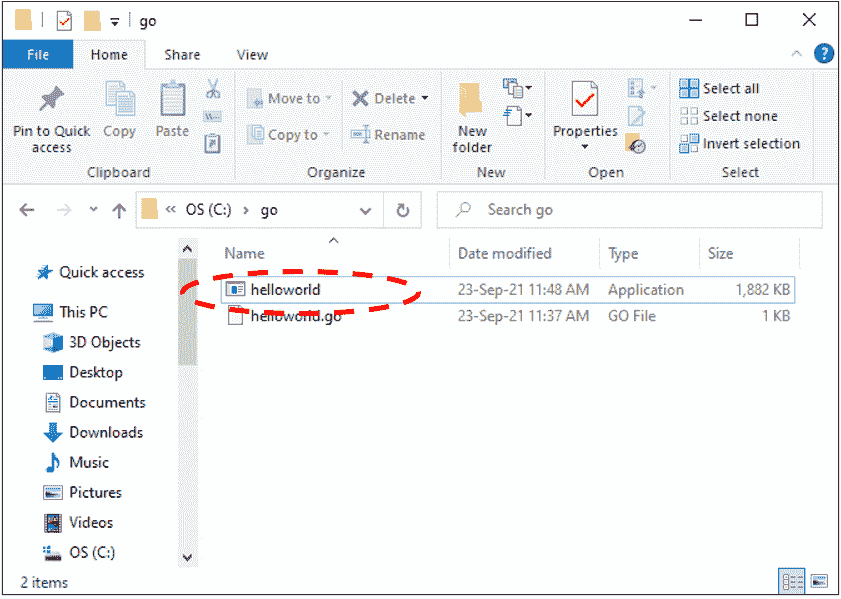 go
File Home Share View
Pin to Quick access
Copy
Paste
Clipboard
Move to
Copy to
Delete
Rename
Organize
New folder
New
Properties
Open
Select all
Select none
Invert selection
Select
« OS (C:) › go
Search go
Name Date modified Type Size
helloworld 23-Sep-21 11:48 AM Application 1,882 KB
helloworld.go 23-Sep-21 11:37 AM GO File 1 KB
Quick access
This PC
3D Objects
Desktop
Documents
Downloads
Music
Pictures
Videos
OS (C:)
2 items